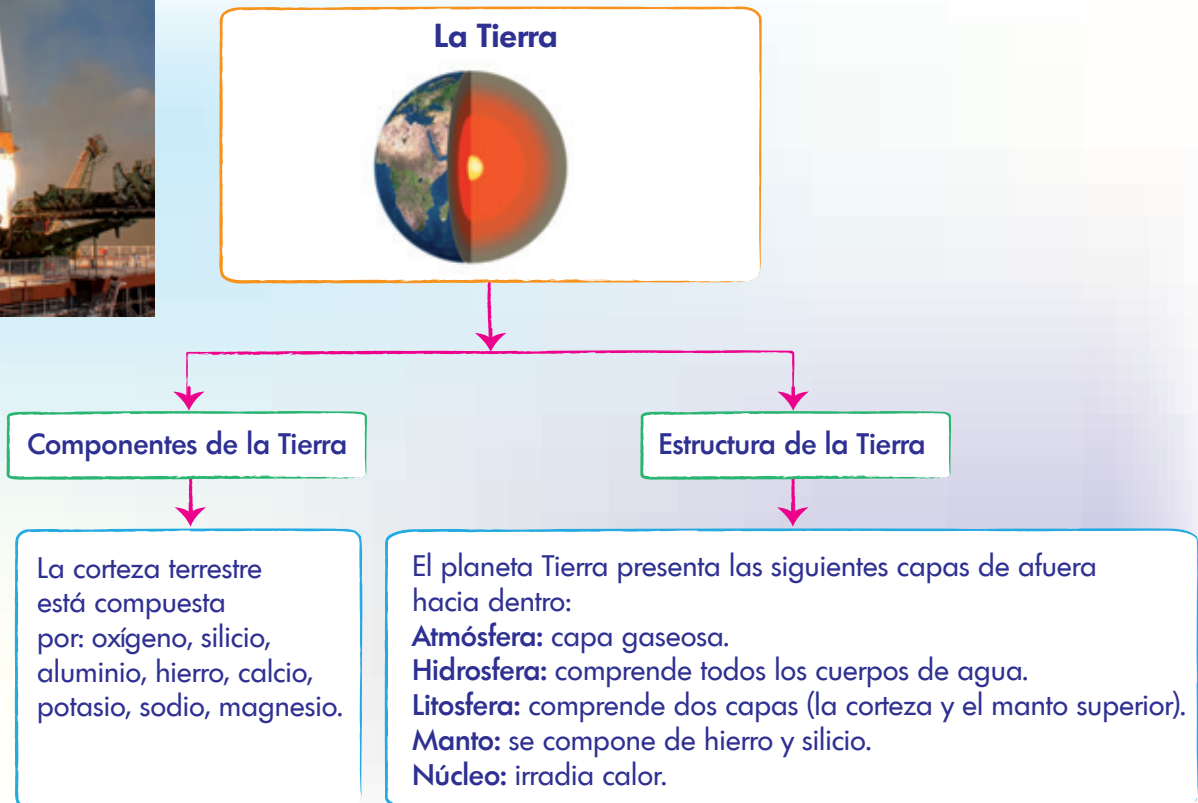 La Tierra
Componentes de la Tierra
La corteza terrestre
está compuesta
por: oxígeno, silicio,
aluminio, hierro, calcio,
potasio, sodio, magnesio.
Estructura de la Tierra
El planeta Tierra presenta las siguientes capas de afuera
hacia dentro:
Atmósfera: capa gaseosa.
Hidrosfera: comprende todos los cuerpos de agua.
Litosfera: comprende dos capas (la corteza y el manto superior).
Manto: se compone de hierro y silicio.
Núcleo: irradia calor.